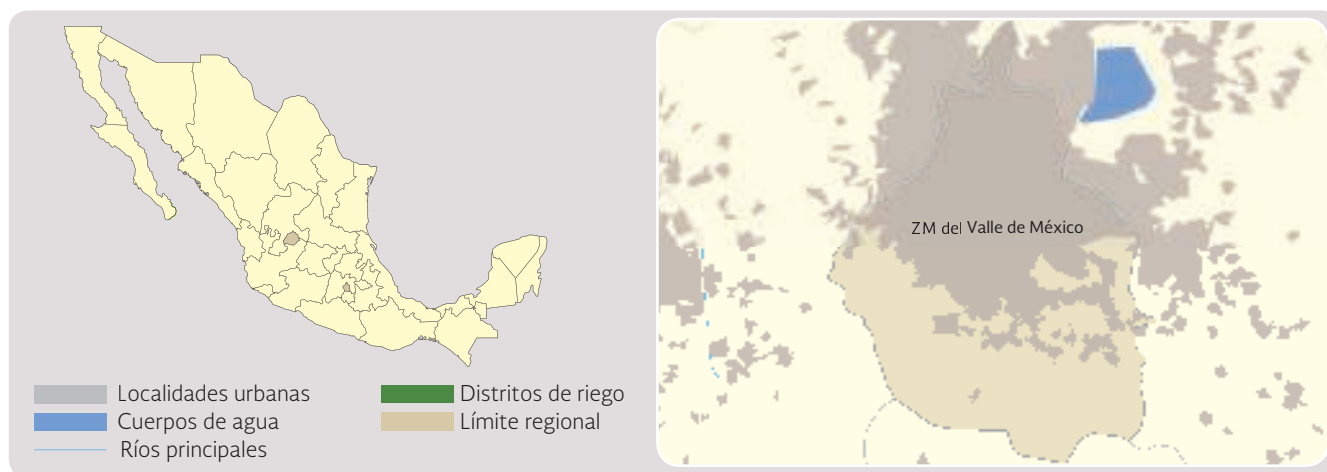 ZM del Valle de México
Localidades urbanas
Cuerpos de agua
Ríos principales
Distritos de riego
Límite regional